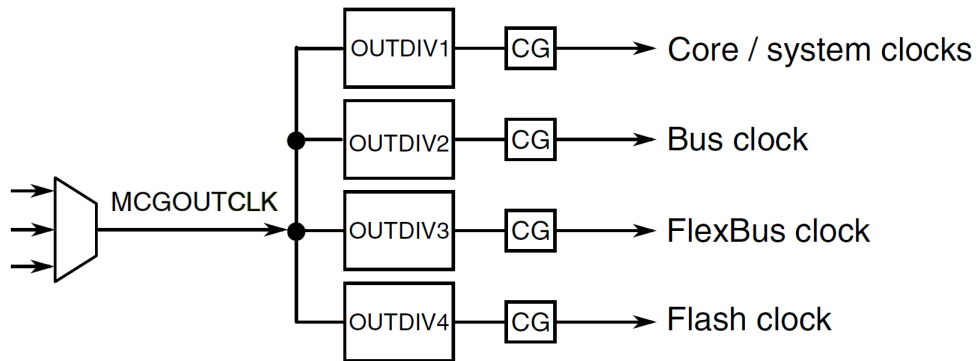 OUTDIV1 CG Core / system clocks
OUTDIV2 CG Bus clock
MCGOUTCLK
OUTDIV3 CG FlexBus clock
OUTDIV4 CG Flash clock